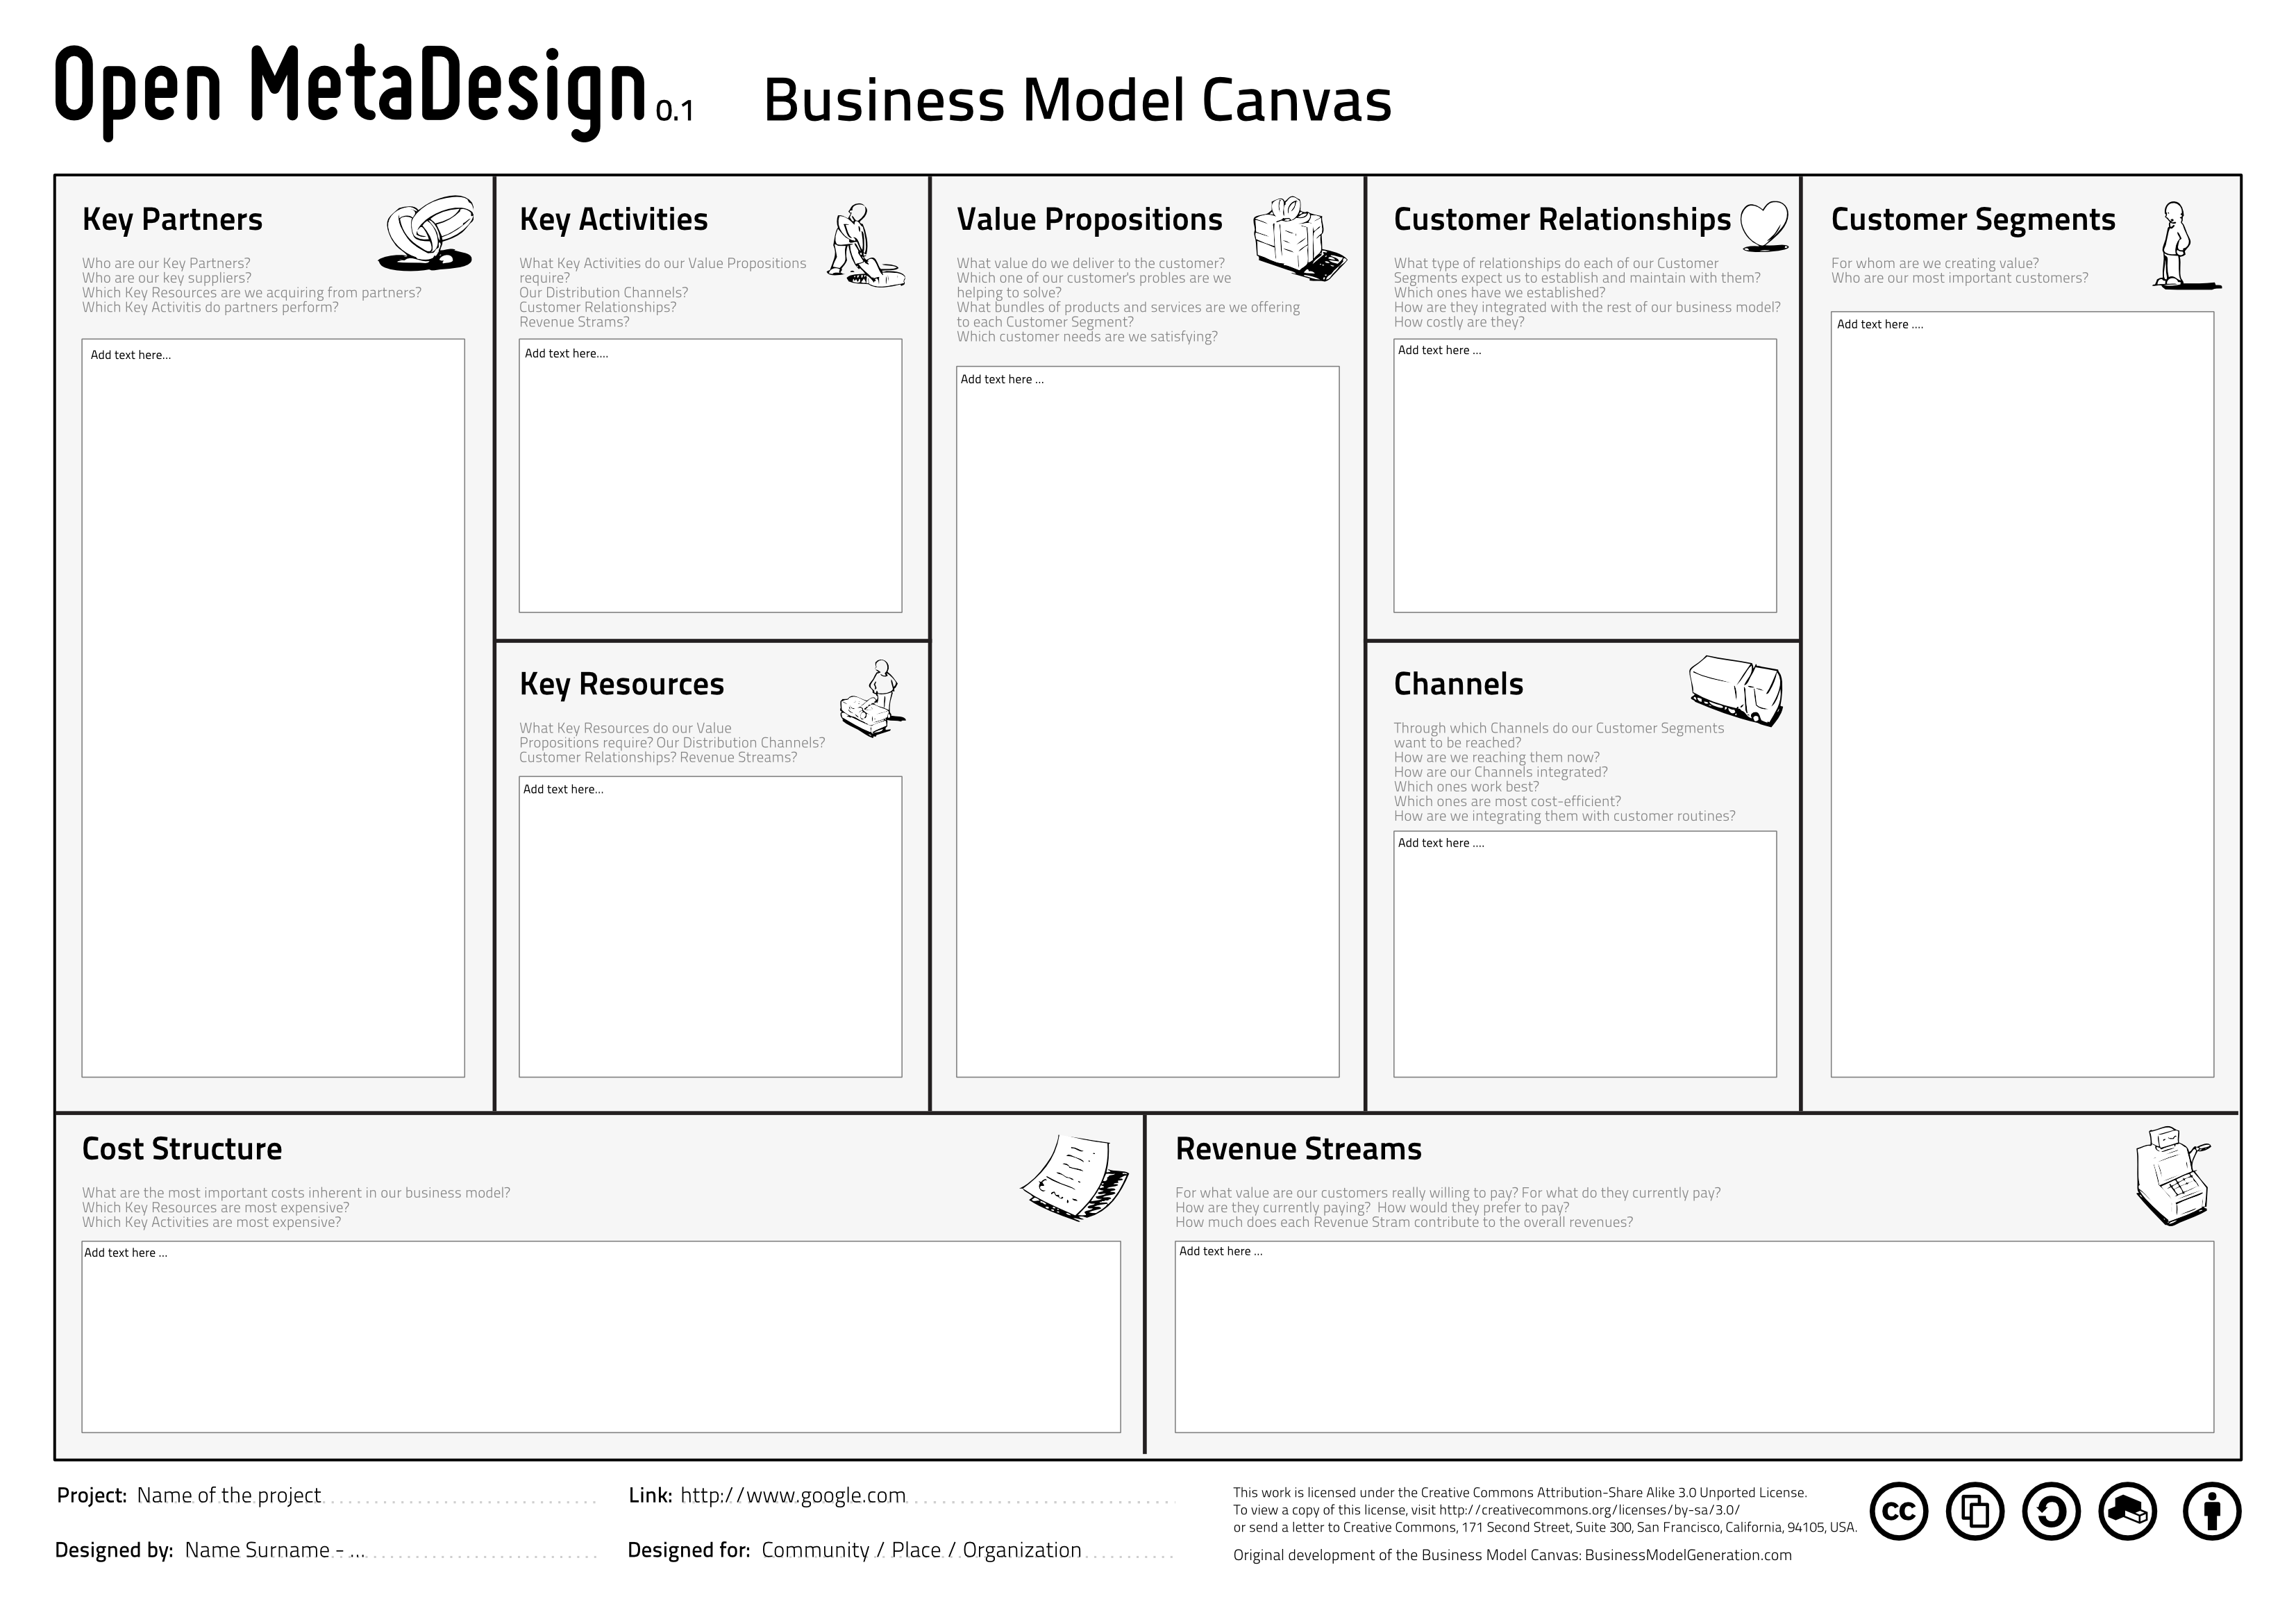 Open MetaDesign 0.1 Business Model Canvas
Key Partners
Who are our Key Partners?
Who are our key suppliers?
Which Key Resources are we acquiring from partners?
Which Key Activitis do partners perform?
Add text here...
Key Activities
What Key Activities do our Value Propositions
require?
Our Distribution Channels?
Customer Relationships?
Revenue Strams?
Add text here....
Key Resources
What Key Resources do our Value
Propositions require? Our Distribution Channels?
Customer Relationships? Revenue Streams?
Add text here...
Value Propositions
What value do we deliver to the customer?
Which one of our customer's probles are we
helping to solve?
What bundles of products and services are we offering
to each Customer Segment?
Which customer needs are we satisfying?
Add text here ...
Customer Relationships
What type of relationships do each of our Customer
Segments expect us to establish and maintain with them?
Which ones have we established?
How are they integrated with the rest of our business model?
How costly are they?
Add text here ...
Channels
Through which Channels do our Customer Segments
want to be reached?
How are we reaching them now?
How are our Channels integrated?
Which ones work best?
Which ones are most cost-efficient?
How are we integrating them with customer routines?
Add text here ....
Customer Segments
For whom are we creating value?
Who are our most important customers?
Add text here ....
Cost Structure
What are the most important costs inherent in our business model?
Which Key Resources are most expensive?
Which Key Activities are most expensive?
Add text here ...
Revenue Streams
For what value are our customers really willing to pay? For what do they currently pay?
How are they currently paying? How would they prefer to pay?
How much does each Revenue Stram contribute to the overall revenues?
Add text here ...
Project: Name of the project
Designed by: Name Surname - ...
Link: http://www.google.com
Designed for: Community / Place / Organization
This work is licensed under the Creative Commons Attribution-Share Alike 3.0 Unported License.
To view a copy of this license, visit http://creativecommons.org/licenses/by-sa/3.0/
or send a letter to Creative Commons, 171 Second Street, Suite 300, San Francisco, California, 94105, USA.
Original development of the Business Model Canvas: BusinessModelGeneration.com
cc